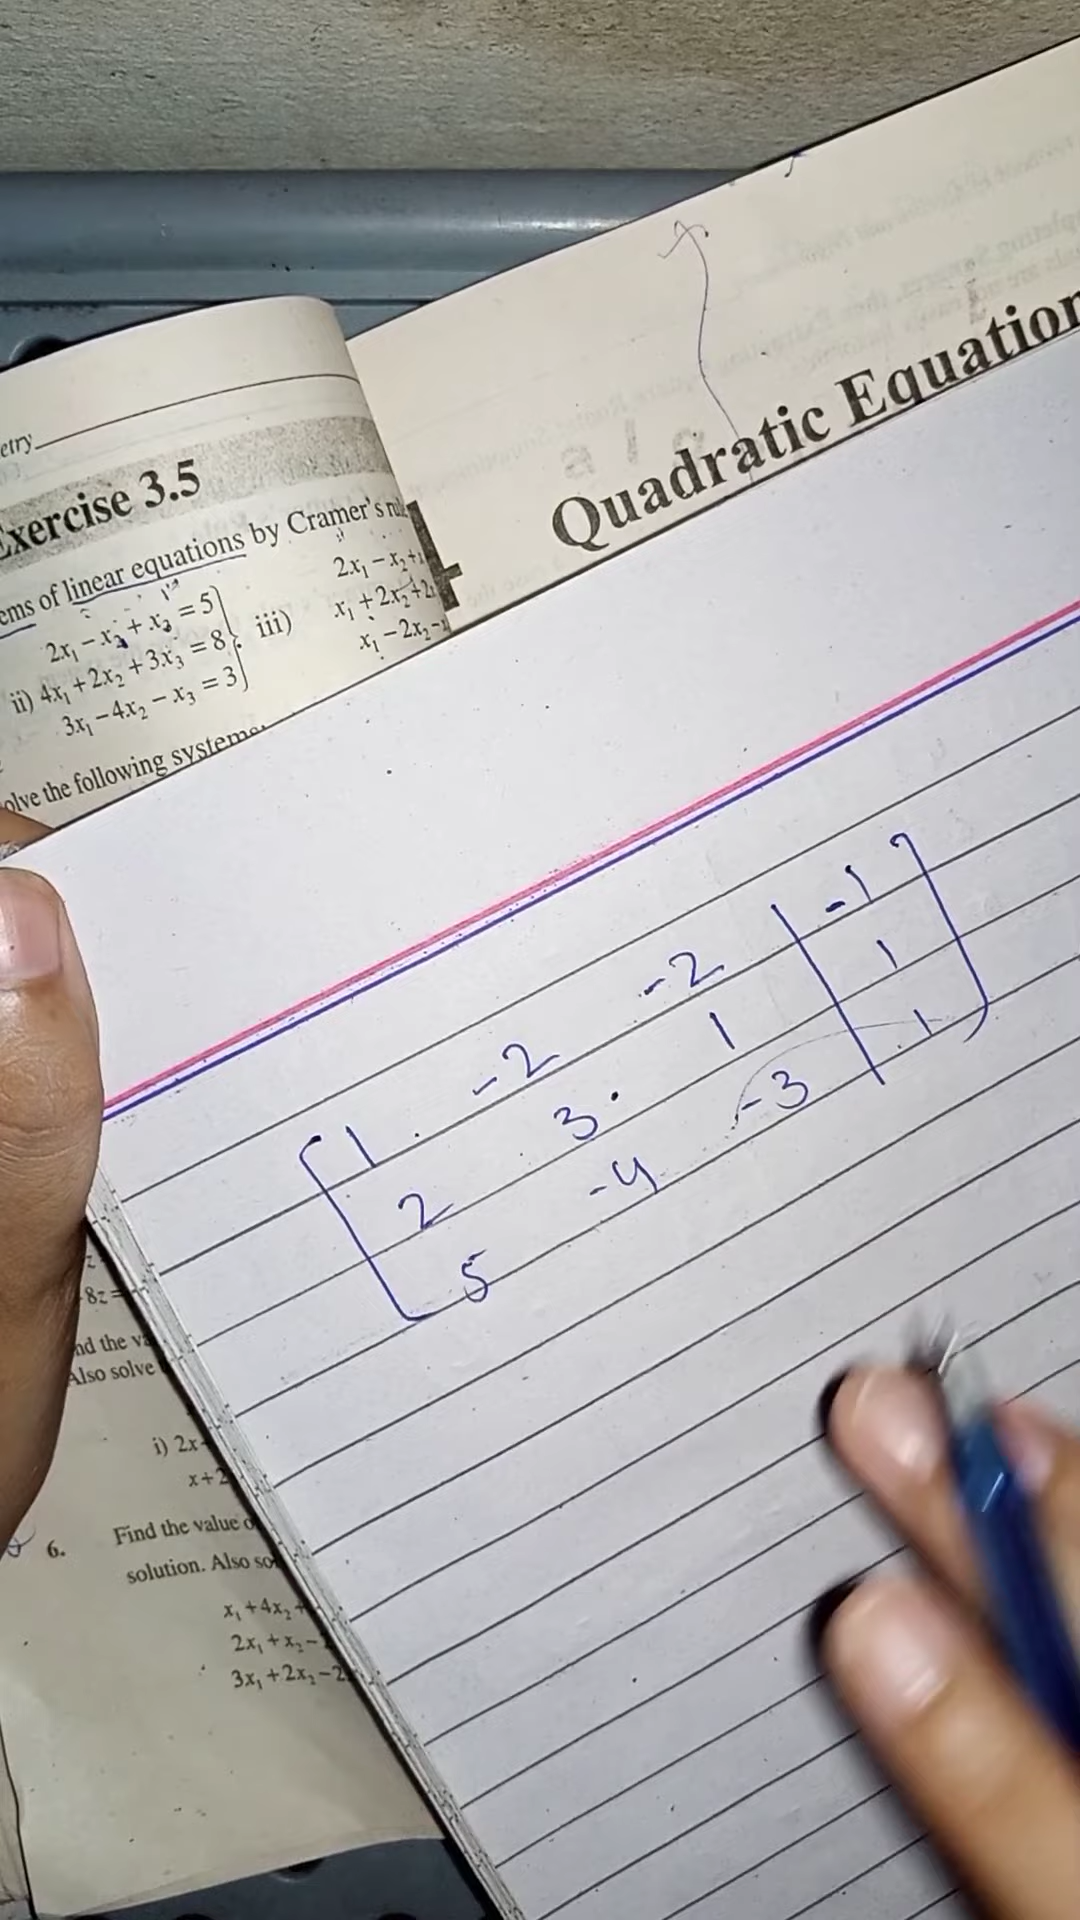 etry
Exercise 3.5
ems of linear equations by Cramer's
2x₁ − x₂ + x₃ = 5
ii) 4x₁ + 2x₂ + 3x₃ = 8
3x₁ − 4x₂ − x₃ = 3
iii) 2x₁ − x₂ +
x₁ + 2x₂ + 2
x₁ − 2x₂ −
olve the following systems
4
Quadratic Equation
1 -2 -2 | -1
2 3 1 | 1
5 -4 -3 | 1
8z =
nd the va
Also solve
i) 2x
x + 2
6. Find the value o
solution. Also so
x₁ + 4x₂ +
2x₁ + x₂ −
3x₁ + 2x₂ − 2